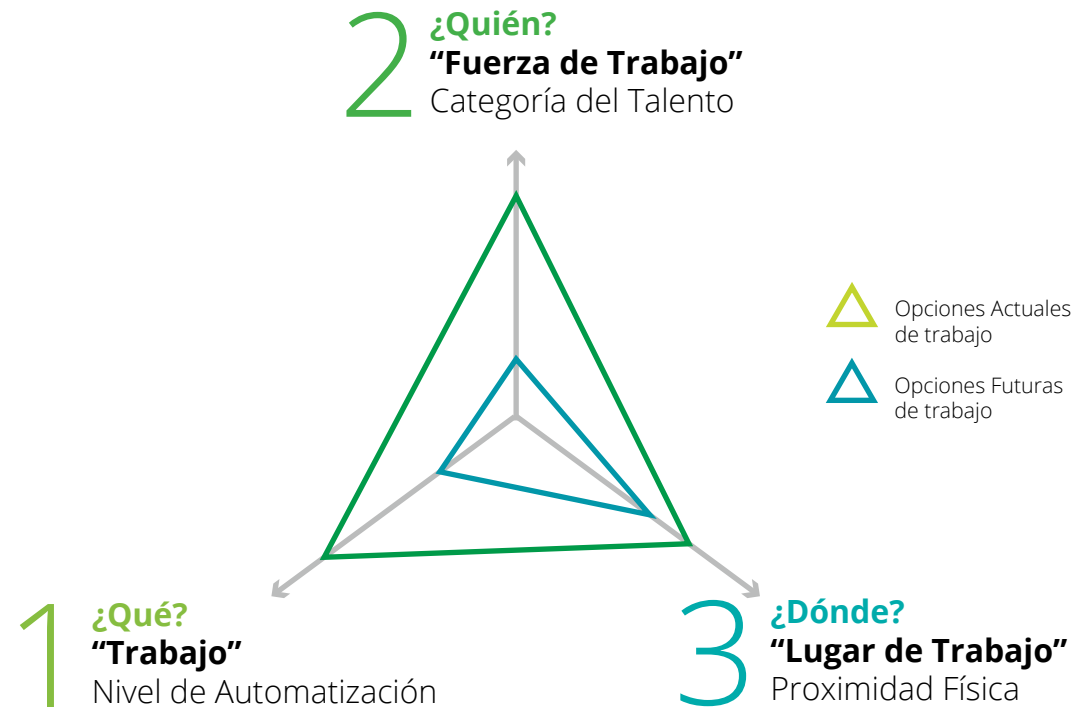 2
¿Quién?
“Fuerza de Trabajo”
Categoría del Talento
Opciones Actuales
de trabajo
Opciones Futuras
de trabajo
1
¿Qué?
“Trabajo”
Nivel de Automatización
3
¿Dónde?
“Lugar de Trabajo”
Proximidad Física